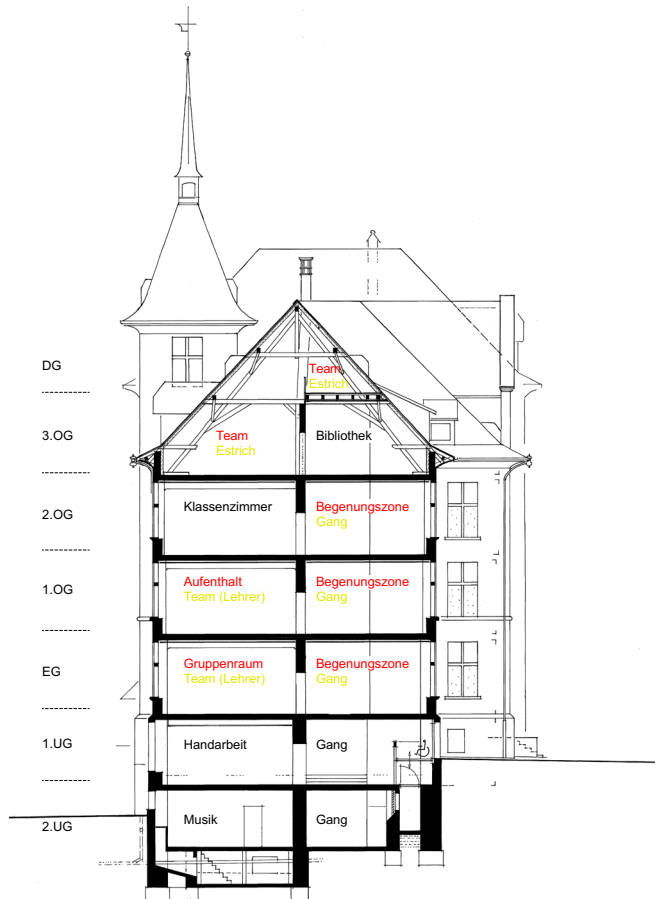 DG
Team
Estrich
3.OG
Team
Estrich
Bibliothek
2.OG
Klassenzimmer
Begenungszone
Gang
1.OG
Aufenthalt
Team (Lehrer)
Begenungszone
Gang
EG
Gruppenraum
Team (Lehrer)
Begenungszone
Gang
1.UG
Handarbeit
Gang
2.UG
Musik
Gang